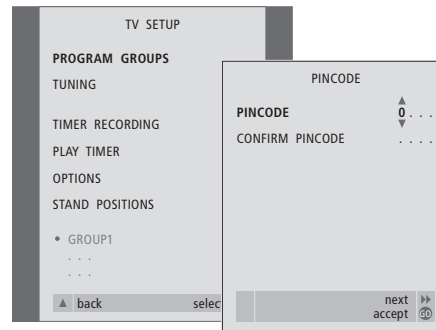 TV SETUP
PROGRAM GROUPS
TUNING
TIMER RECORDING
PLAY TIMER
OPTIONS
STAND POSITIONS
• GROUP1
. . .
. . .
back selec
PINCODE
PINCODE 0 . . .
CONFIRM PINCODE . . . .
next
accept GO